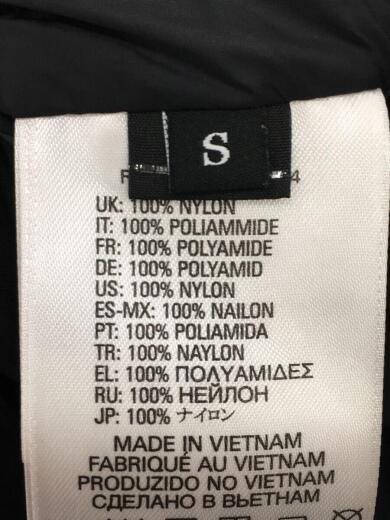 S
UK: 100% NYLON
IT: 100% POLIAMMIDE
FR: 100% POLYAMIDE
DE: 100% POLYAMID
US: 100% NYLON
ES-MX: 100% NAILON
PT: 100% POLIAMIDA
TR: 100% NAYLON
EL: 100% ΠΟΛΥΑΜΙΔΕΣ
RU: 100% НЕЙЛОН
JP: 100% ナイロン
MADE IN VIETNAM
FABRIQUÉ AU VIETNAM
PRODUZIDO NO VIETNAM
СДЕЛАНО В ВЬЕТНАМ